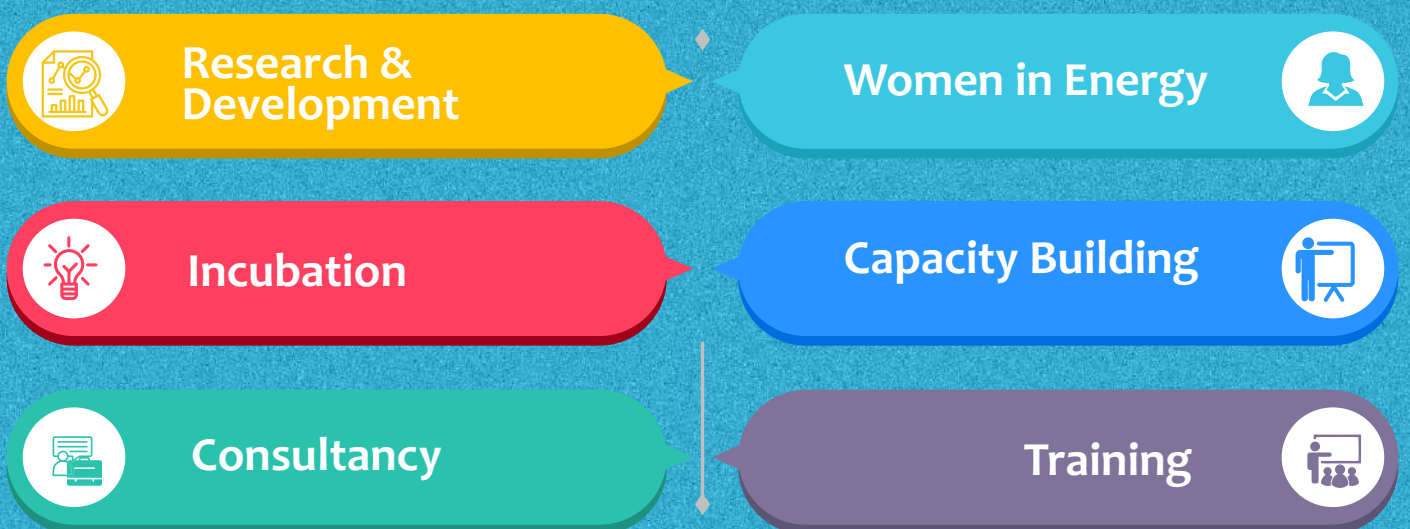 Research &
Development
Women in Energy
Incubation
Capacity Building
Consultancy
Training